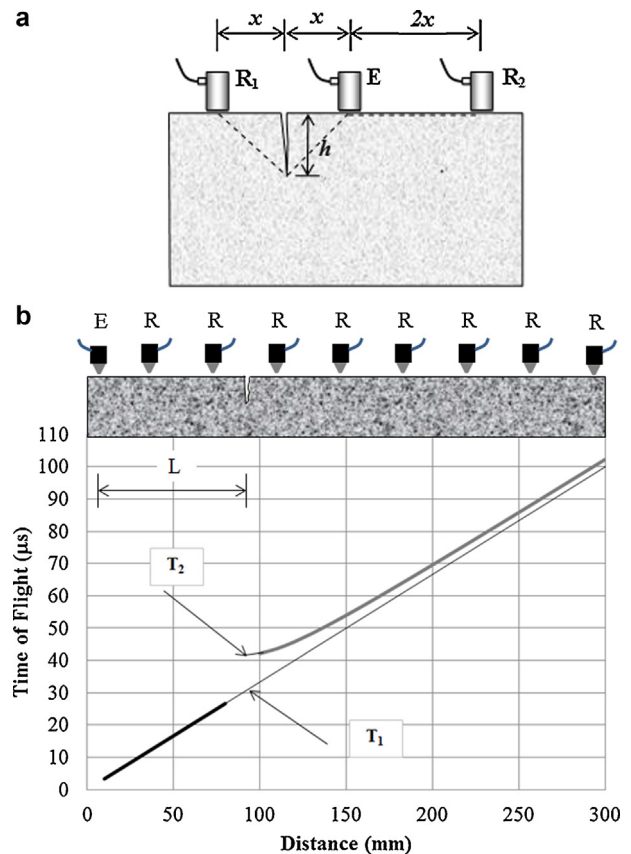 a
x x 2x
R₁ E R₂
h
b
E R R R R R R R R
L
T₂
T₁
110
100
90
80
70
60
50
40
30
20
10
0
Time of Flight (μs)
0 50 100 150 200 250 300
Distance (mm)